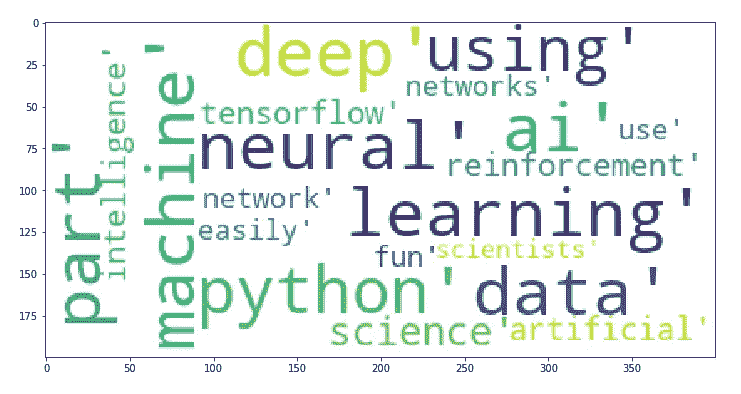 0
25
50
75
100
125
150
175
0 50 100 150 200 250 300 350
deep'
using'
networks'
tensorflow'
neural'
ai'
use'
reinforcement'
network'
learning'
easily'
fun'
scientists'
python'
data'
science'
artificial'
part'
intelligence'
machine'